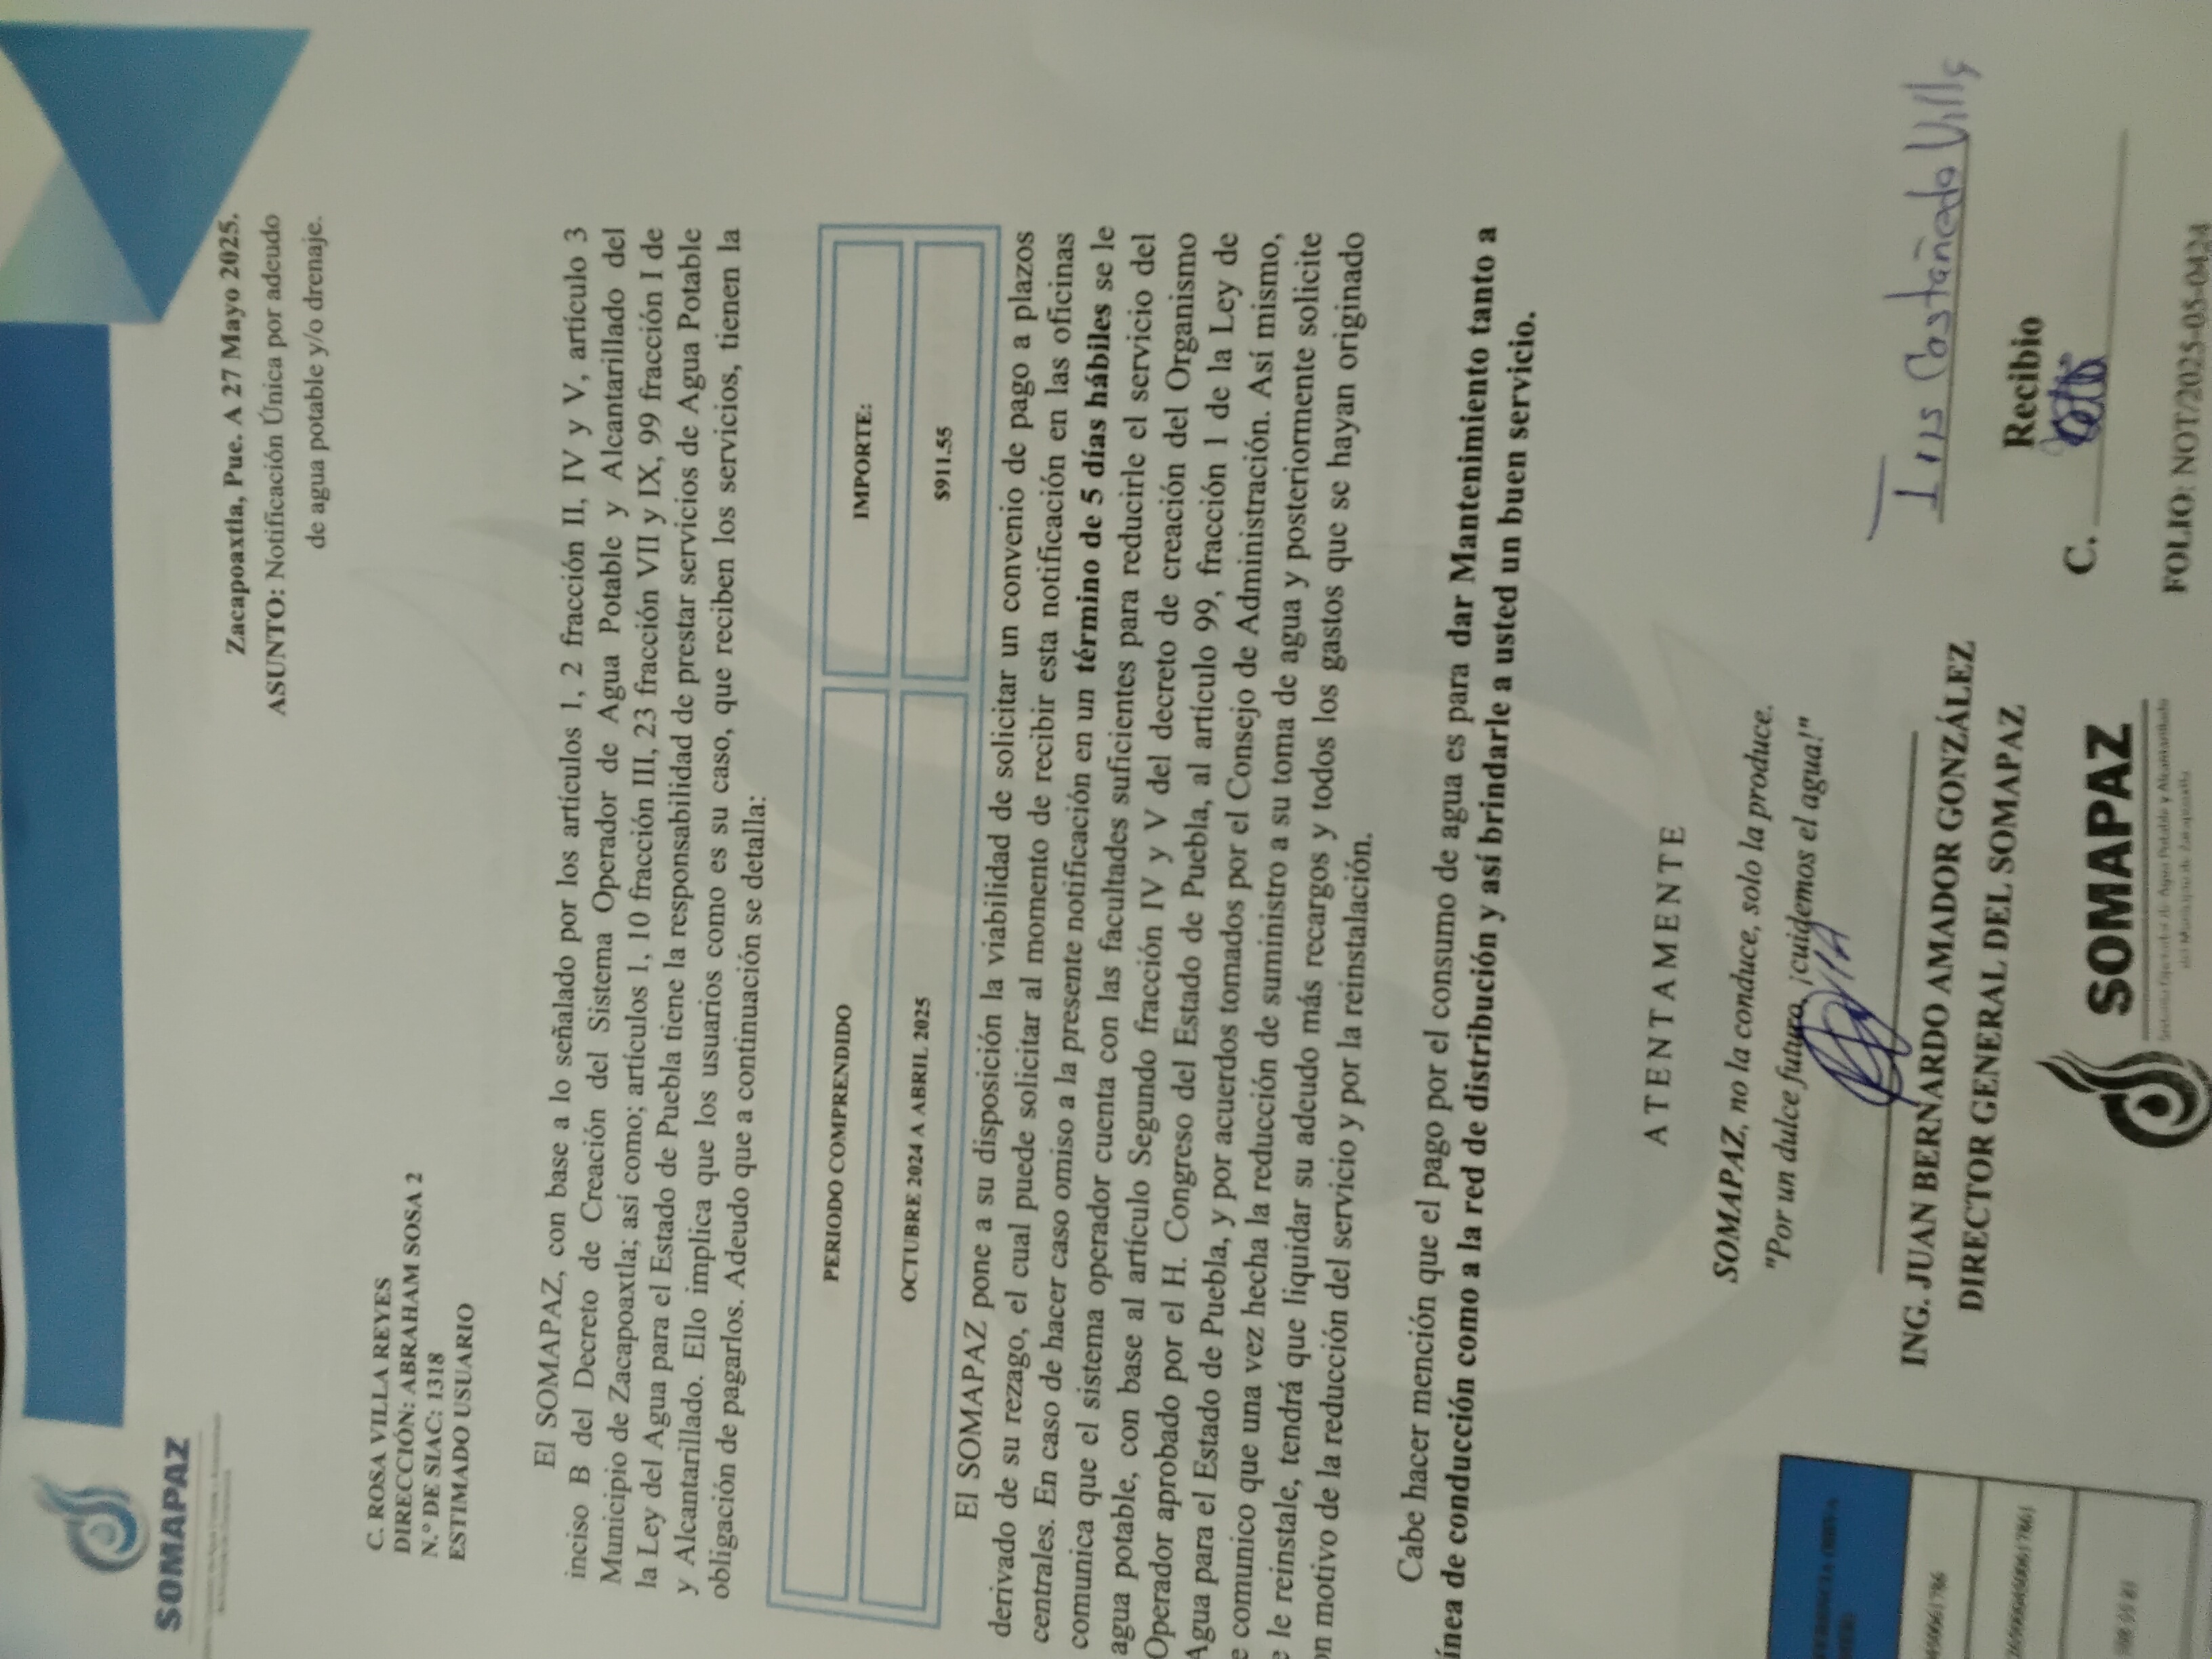 SOMAPAZ
Zacapoaxtla, Pue. A 27 Mayo 2025.
ASUNTO: Notificación Única por adeudo
de agua potable y/o drenaje.
C. ROSA VILLA REYES
DIRECCIÓN: ABRAHAM SOSA 2
N.º DE SIAC: 1318
ESTIMADO USUARIO
El SOMAPAZ, con base a lo señalado por los artículos 1, 2 fracción II, IV y V, artículo 3
inciso B del Decreto de Creación del Sistema Operador de Agua Potable y Alcantarillado del
Municipio de Zacapoaxtla; así como; artículos 1, 10 fracción III, 23 fracción VII y IX, 99 fracción I de
la Ley del Agua para el Estado de Puebla tiene la responsabilidad de prestar servicios de Agua Potable
y Alcantarillado. Ello implica que los usuarios como es su caso, que reciben los servicios, tienen la
obligación de pagarlos. Adeudo que a continuación se detalla:
PERIODO COMPRENDIDO
IMPORTE:
OCTUBRE 2024 A ABRIL 2025
$911.55
El SOMAPAZ pone a su disposición la viabilidad de solicitar un convenio de pago a plazos
derivado de su rezago, el cual puede solicitar al momento de recibir esta notificación en las oficinas
centrales. En caso de hacer caso omiso a la presente notificación en un término de 5 días hábiles se le
comunica que el sistema operador cuenta con las facultades suficientes para reducirle el servicio del
agua potable, con base al artículo Segundo fracción IV y V del decreto de creación del Organismo
Operador aprobado por el H. Congreso del Estado de Puebla, al artículo 99, fracción 1 de la Ley de
Agua para el Estado de Puebla, y por acuerdos tomados por el Consejo de Administración. Así mismo,
e comunico que una vez hecha la reducción de suministro a su toma de agua y posteriormente solicite
e le reinstale, tendrá que liquidar su adeudo más recargos y todos los gastos que se hayan originado
on motivo de la reducción del servicio y por la reinstalación.
Cabe hacer mención que el pago por el consumo de agua es para dar Mantenimiento tanto a
ínea de conducción como a la red de distribución y así brindarle a usted un buen servicio.
ATENTAMENTE
SOMAPAZ, no la conduce, solo la produce.
"Por un dulce futuro, ¡cuidemos el agua!"
ING. JUAN BERNARDO AMADOR GONZÁLEZ
DIRECTOR GENERAL DEL SOMAPAZ
Iris Castañeda Villa
Recibio
C.
SOMAPAZ
Sistema Operador de Agua Potable y Alcantarillado
del Municipio de Zacapoaxtla
FOLIO: NOT/2025-05-0424